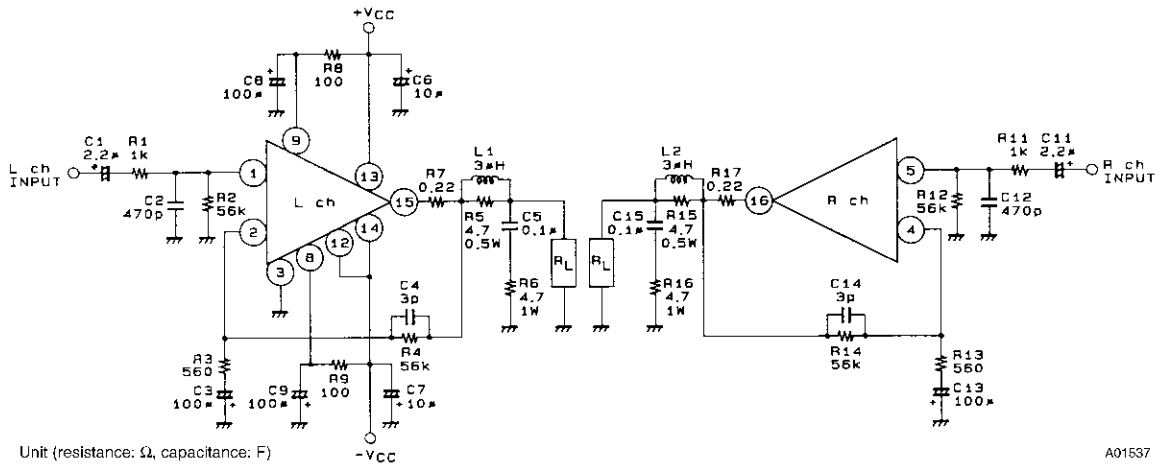 +VCC
C8
100μ
R8
100
C6
10μ
L ch
INPUT
C1
2.2μ
R1
1k
C2
470p
R2
56k
1
2
3
9
8
12
13
14
15
L ch
R7
0.22
L1
3μH
R5
4.7
0.5W
C5
0.1μ
R6
4.7
1W
RL
C4
3p
R4
56k
R3
560
C3
100μ
C9
100μ
R9
100
C7
10μ
-VCC
RL
L2
3μH
C15
0.1μ
R15
4.7
0.5W
R16
4.7
1W
R17
0.22
16
R ch
5
4
R12
56k
C12
470p
R11
1k
C11
2.2μ
R ch
INPUT
C14
3p
R14
56k
R13
560
C13
100μ
Unit (resistance: Ω, capacitance: F)
A01537